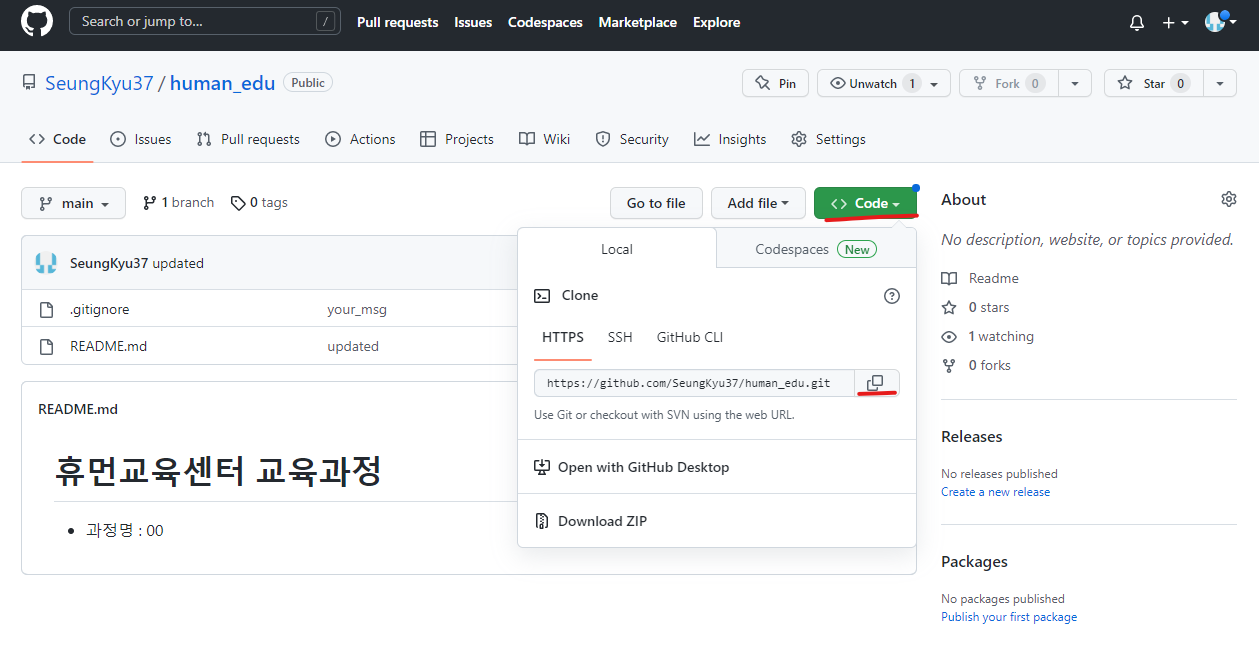 Search or jump to... /
Pull requests Issues Codespaces Marketplace Explore
SeungKyu37 / human_edu Public
Pin Unwatch 1 Fork 0 Star 0
Code Issues Pull requests Actions Projects Wiki Security Insights Settings
main 1 branch 0 tags Go to file Add file Code
SeungKyu37 updated
.gitignore your_msg
README.md updated
README.md
휴먼교육센터 교육과정
과정명 : 00
Local Codespaces New
Clone
HTTPS SSH GitHub CLI
https://github.com/SeungKyu37/human_edu.git
Use Git or checkout with SVN using the web URL.
Open with GitHub Desktop
Download ZIP
About
No description, website, or topics provided.
Readme
0 stars
1 watching
0 forks
Releases
No releases published
Create a new release
Packages
No packages published
Publish your first package